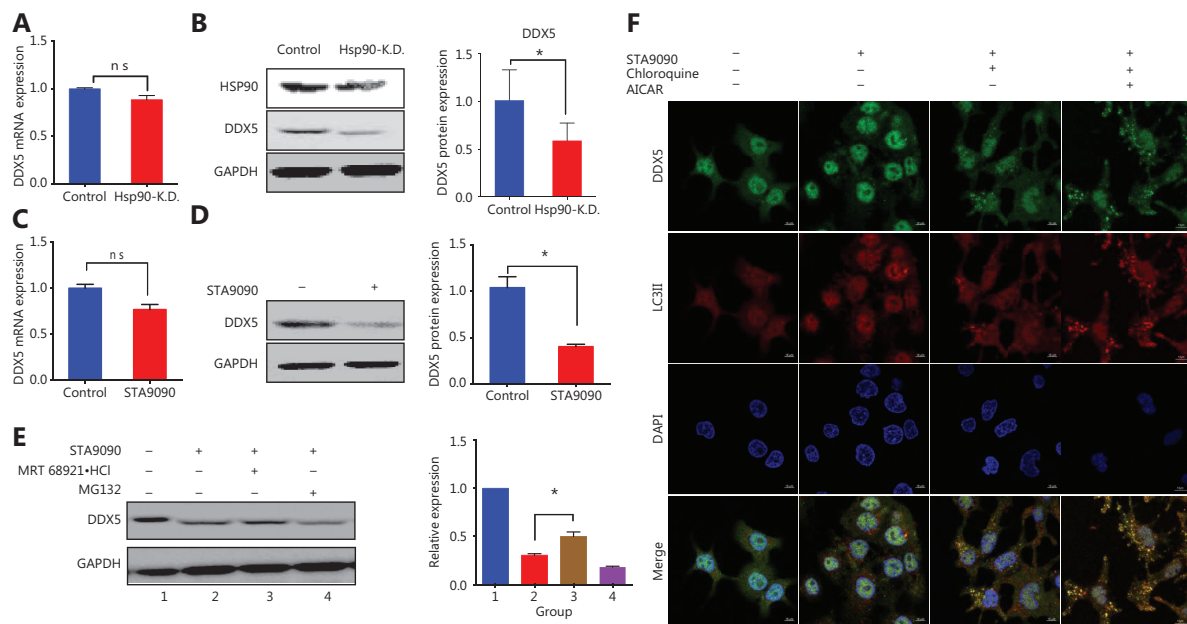 A
DDX5 mRNA expression
1.5
1.0
0.5
0.0
n s
Control Hsp90-K.D.
B
Control Hsp90-K.D.
HSP90
DDX5
GAPDH
DDX5
DDX5 protein expression
1.5
1.0
0.5
0.0
*
Control Hsp90-K.D.
C
DDX5 mRNA expression
1.5
1.0
0.5
0.0
n s
Control STA9090
D
STA9090 – +
DDX5
GAPDH
DDX5 protein expression
1.5
1.0
0.5
0.0
*
Control STA9090
E
STA9090 – + + +
MRT 68921•HCl – – + –
MG132 – – – +
DDX5
GAPDH
1 2 3 4
Relative expression
1.5
1.0
0.5
0.0
*
1 2 3 4
Group
F
STA9090 – + + +
Chloroquine – – + +
AICAR – – – +
DDX5
LC3II
DAPI
Merge